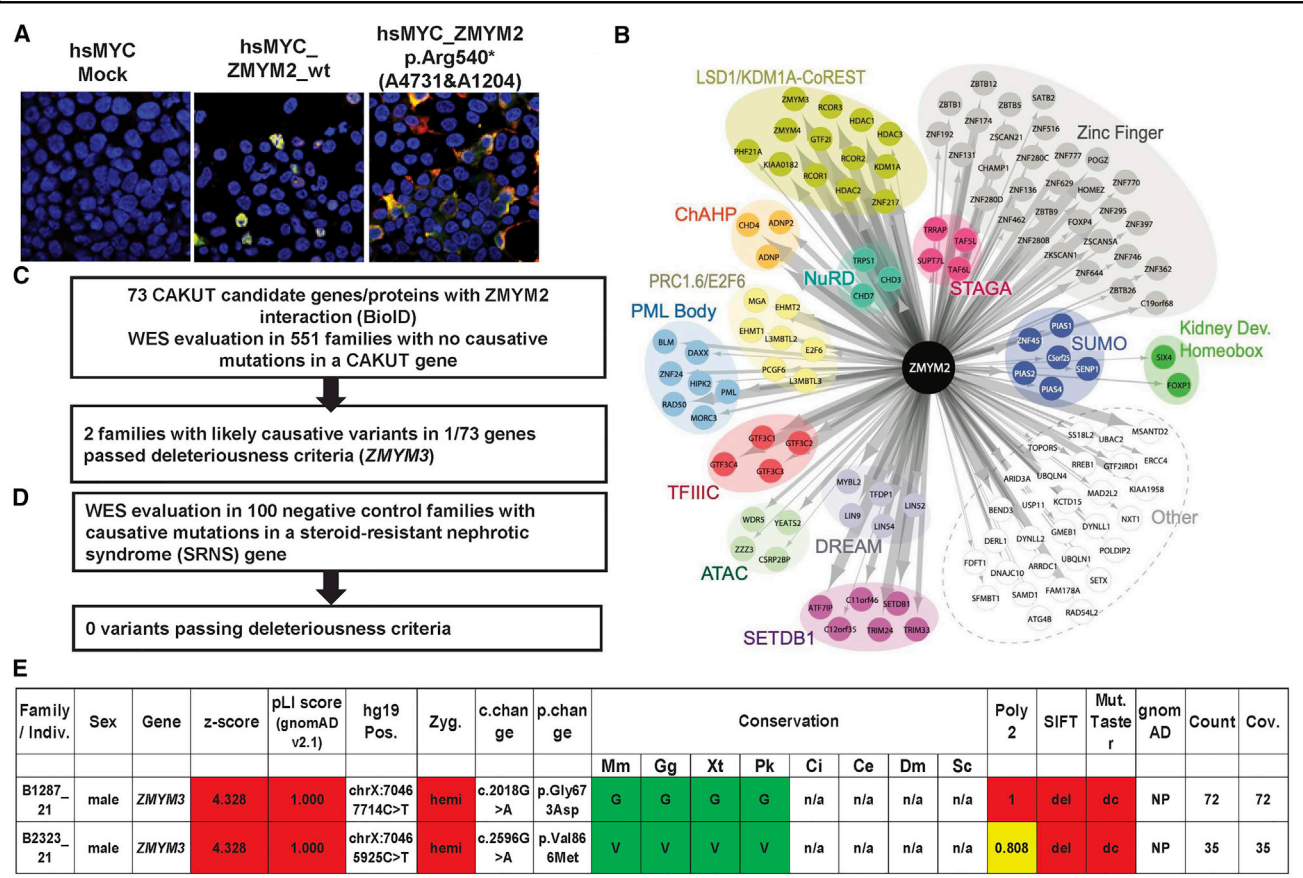 A
hsMYC
Mock
hsMYC_
ZMYM2_wt
hsMYC_ZMYM2
p.Arg540*
(A4731&A1204)
B
LSD1/KDM1A-CoREST
ZMYM3
RCOR3
HDAC1
HDAC3
ZMYM4
GTF2I
PHF21A
KIAA0182
RCOR2
KDM1A
RCOR1
HDAC2
ZNF217
Zinc Finger
ZBTB12
ZBTB1
ZBTB5
SATB2
ZNF192
ZNF174
ZSCAN21
ZNF516
ZNF131
CHAMP1
ZNF280C
ZNF777
POGZ
ZNF280D
ZNF136
ZNF629
HOMEZ
ZNF770
ZNF462
ZBTB9
FOXP4
ZNF295
ZNF397
ZNF280B
ZSCAN5A
ZKSCAN1
ZNF746
ZNF644
ZNF362
ZBTB26
C19orf68
ChAHP
CHD4
ADNP2
ADNP
NuRD
TRPS1
CHD3
CHD7
STAGA
TRRAP
TAF5L
SUPT7L
TAF6L
PRC1.6/E2F6
MGA
EHMT2
EHMT1
L3MBTL2
E2F6
PCGF6
L3MBTL3
PML Body
BLM
DAXX
ZNF24
HIPK2
PML
RAD50
MORC3
ZMYM2
SUMO
PIAS1
ZNF451
C5orf25
SENP1
PIAS2
PIAS4
Kidney Dev.
Homeobox
SIX4
FOXP1
TFIIIC
GTF3C1
GTF3C2
GTF3C4
GTF3C3
ATAC
WDR5
YEATS2
ZZZ3
CSRP2BP
DREAM
MYBL2
TFDP1
LIN52
LIN9
LIN54
SETDB1
ATF7IP
C11orf46
SETDB1
C12orf35
TRIM24
TRIM33
Other
SS18L2
UBAC2
MSANTD2
TOPORS
RREB1
GTF2IRD1
ERCC4
ARID3A
UBQLN4
MAD2L2
KIAA1958
BEND3
USP11
KCTD15
NXT1
DERL1
DYNLL2
GMEB1
DYNLL1
POLDIP2
FDFT1
DNAJC10
ARRDC1
UBQLN1
SETX
SFMBT1
SAMD1
FAM178A
RAD54L2
ATG4B
C
73 CAKUT candidate genes/proteins with ZMYM2
interaction (BioID)
WES evaluation in 551 families with no causative
mutations in a CAKUT gene
2 families with likely causative variants in 1/73 genes
passed deleteriousness criteria (ZMYM3)
D
WES evaluation in 100 negative control families with
causative mutations in a steroid-resistant nephrotic
syndrome (SRNS) gene
0 variants passing deleteriousness criteria
E
Family / Indiv. Sex Gene z-score pLI score (gnomAD v2.1) hg19 Pos. Zyg. c.change p.change Conservation Poly 2 SIFT Mut. Taster gnomAD Count Cov.
Mm Gg Xt Pk Ci Ce Dm Sc
B1287_21 male ZMYM3 4.328 1.000 chrX:70467714C>T hemi c.2018G>A p.Gly673Asp G G G G n/a n/a n/a n/a 1 del dc NP 72 72
B2323_21 male ZMYM3 4.328 1.000 chrX:70465925C>T hemi c.2596G>A p.Val866Met V V V V n/a n/a n/a n/a 0.808 del dc NP 35 35